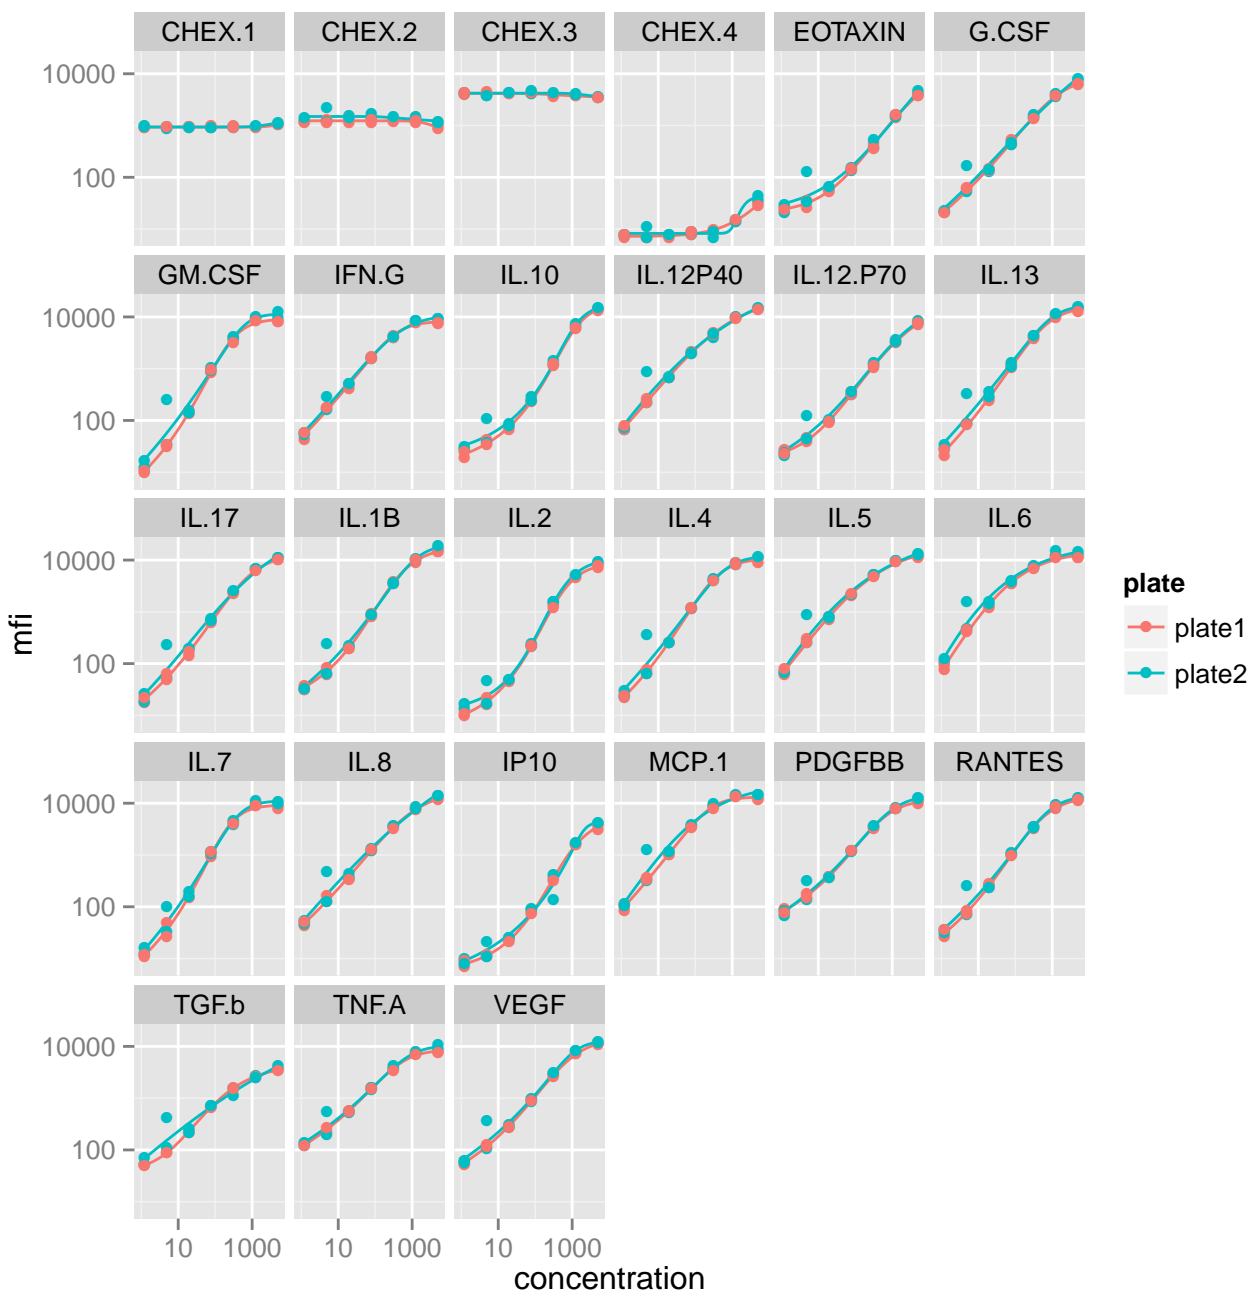 CHEX.1 CHEX.2 CHEX.3 CHEX.4 EOTAXIN G.CSF
10000
100
GM.CSF IFN.G IL.10 IL.12P40 IL.12.P70 IL.13
10000
100
IL.17 IL.1B IL.2 IL.4 IL.5 IL.6
10000
100
mfi
plate
plate1
plate2
IL.7 IL.8 IP10 MCP.1 PDGFBB RANTES
10000
100
TGF.b TNF.A VEGF
10000
100
10 1000 10 1000 10 1000
concentration